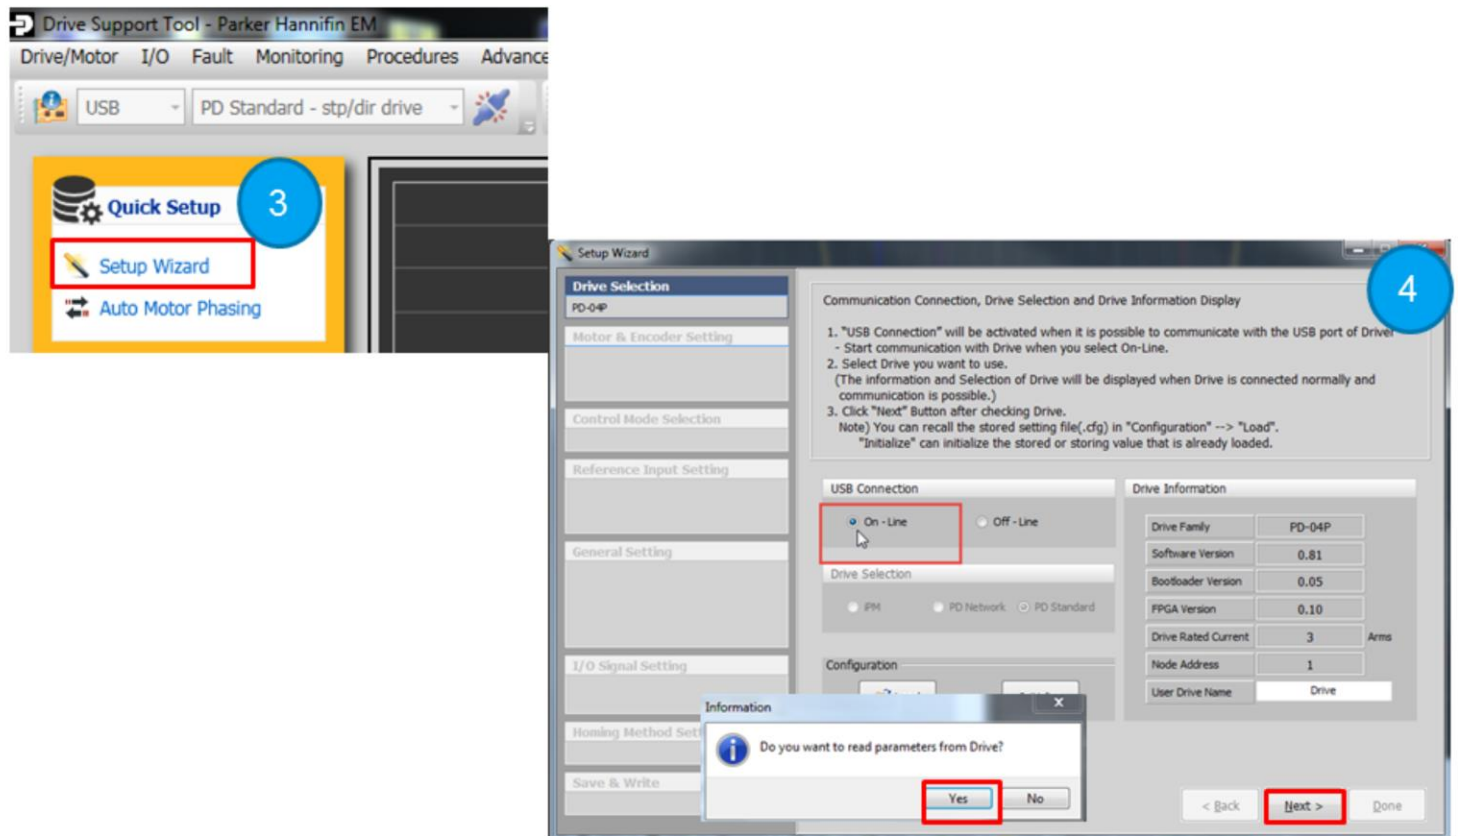 Drive Support Tool - Parker Hannifin EM
Drive/Motor I/O Fault Monitoring Procedures Advance
USB PD Standard - stp/dir drive
Quick Setup
3
Setup Wizard
Auto Motor Phasing
Setup Wizard
4
Drive Selection
PD-04P
Motor & Encoder Setting
Control Mode Selection
Reference Input Setting
General Setting
I/O Signal Setting
Homing Method Sett
Save & Write
Communication Connection, Drive Selection and Drive Information Display
1. "USB Connection" will be activated when it is possible to communicate with the USB port of Driver
- Start communication with Drive when you select On-Line.
2. Select Drive you want to use.
(The information and Selection of Drive will be displayed when Drive is connected normally and
communication is possible.)
3. Click "Next" Button after checking Drive.
Note) You can recall the stored setting file(.cfg) in "Configuration" --> "Load".
"Initialize" can initialize the stored or storing value that is already loaded.
USB Connection
On - Line Off - Line
Drive Selection
IPM PD Network PD Standard
Configuration
Drive Information
Drive Family PD-04P
Software Version 0.81
Bootloader Version 0.05
FPGA Version 0.10
Drive Rated Current 3 Arms
Node Address 1
User Drive Name Drive
Information
x
Do you want to read parameters from Drive?
Yes No
< Back Next > Done